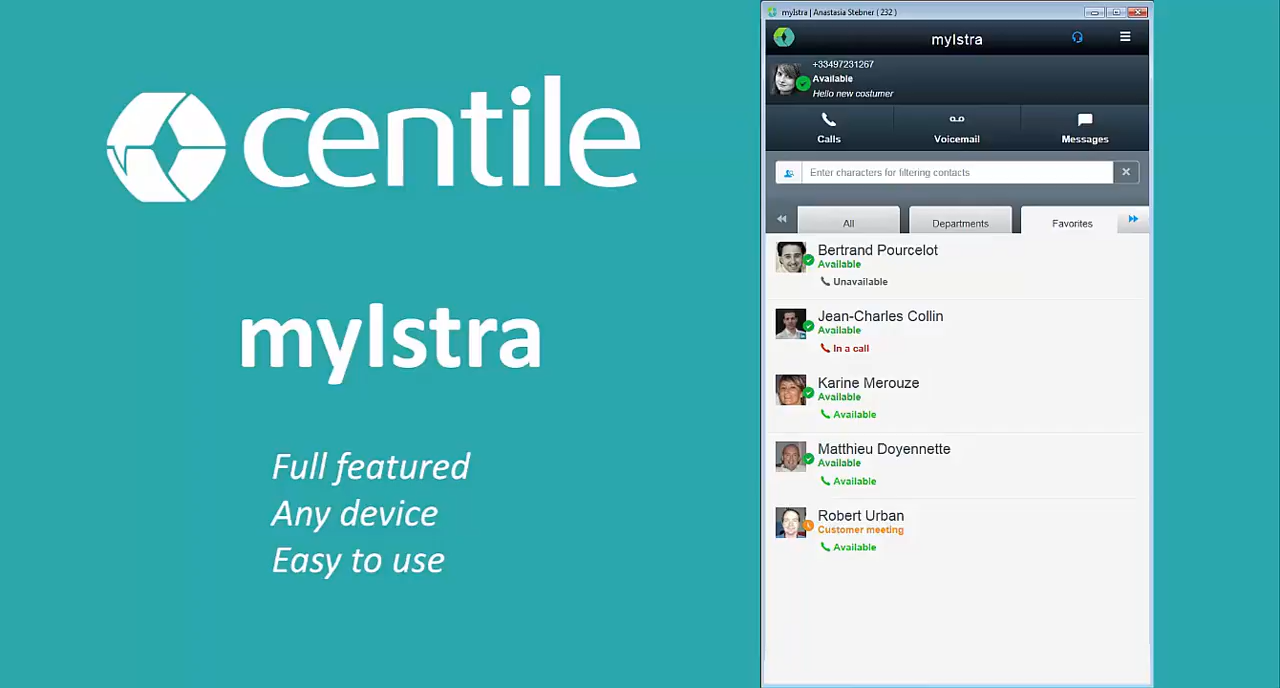 centile
myIstra
Full featured
Any device
Easy to use
myIstra | Anastasia Stebner ( 232 )
myIstra
+33497231267
Available
Hello new costumer
Calls
Voicemail
Messages
Enter characters for filtering contacts
All
Departments
Favorites
Bertrand Pourcelot
Available
Unavailable
Jean-Charles Collin
Available
In a call
Karine Merouze
Available
Available
Matthieu Doyennette
Available
Available
Robert Urban
Customer meeting
Available